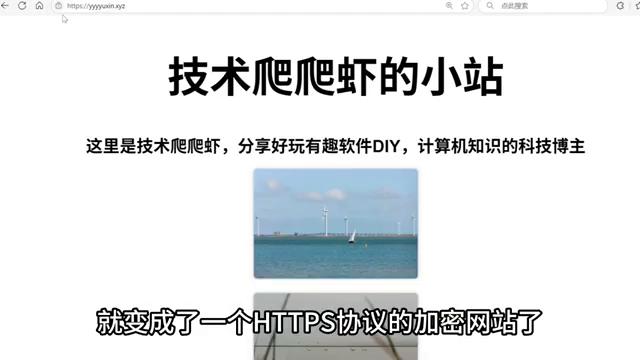 https://yyyyuxin.xyz
点此搜索
技术爬爬虾的小站
这里是技术爬爬虾，分享好玩有趣软件DIY，计算机知识的科技博主
就变成了一个HTTPS协议的加密网站了